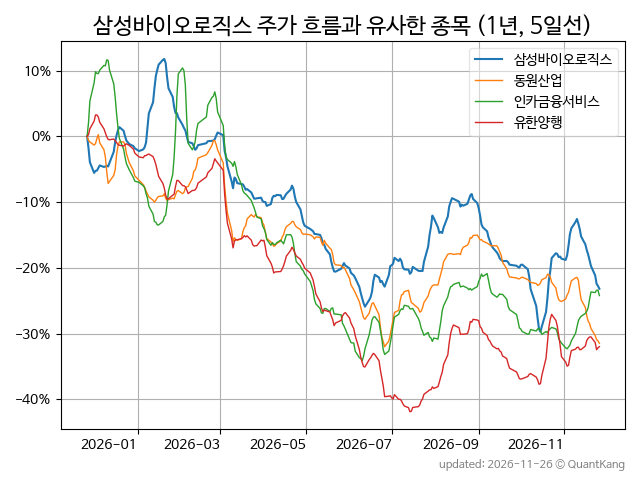 삼성바이오로직스 주가 흐름과 유사한 종목 (1년, 5일선)
삼성바이오로직스
동원산업
인카금융서비스
유한양행
10%
0%
−10%
−20%
−30%
−40%
2026−01
2026−03
2026−05
2026−07
2026−09
2026−11
updated: 2026-11-26 © QuantKang